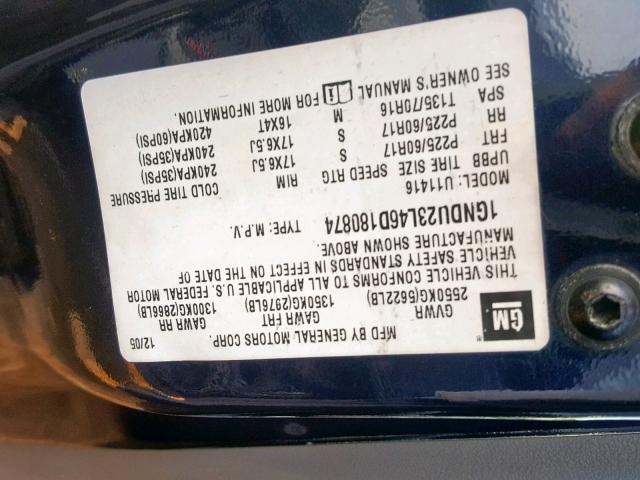 GM
MFD BY GENERAL MOTORS CORP. 12/05
GVWR GAWR FRT GAWR RR
2550KG(5622LB) 1350KG(2976LB) 1300KG(2866LB)
THIS VEHICLE CONFORMS TO ALL APPLICABLE U.S. FEDERAL MOTOR
VEHICLE SAFETY STANDARDS IN EFFECT ON THE DATE OF
MANUFACTURE SHOWN ABOVE.
1GNDU23L46D180874 TYPE: M.P.V.
MODEL: U11416
UPBB TIRE SIZE SPEED RTG RIM COLD TIRE PRESSURE
FRT P225/60R17 S 17X6.5J 240KPA(35PSI)
RR P225/60R17 S 17X6.5J 240KPA(35PSI)
SPA T135/70R16 M 16X4T 420KPA(60PSI)
SEE OWNER'S MANUAL FOR MORE INFORMATION.